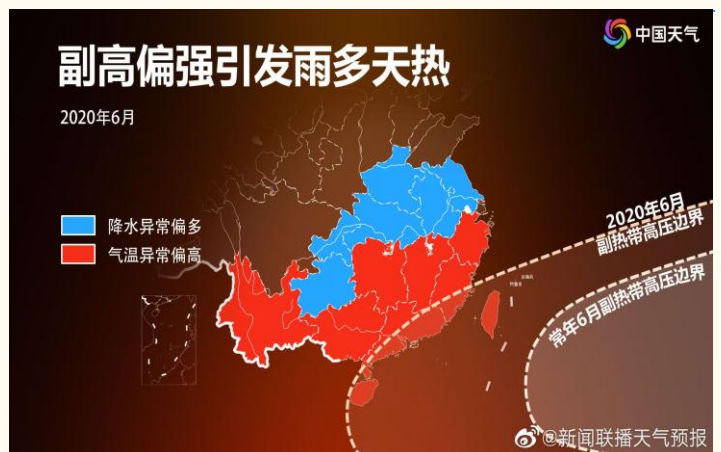 中国天气
副高偏强引发雨多天热
2020年6月
降水异常偏多
气温异常偏高
2020年6月
副热带高压边界
常年6月副热带高压边界
@新闻联播天气预报